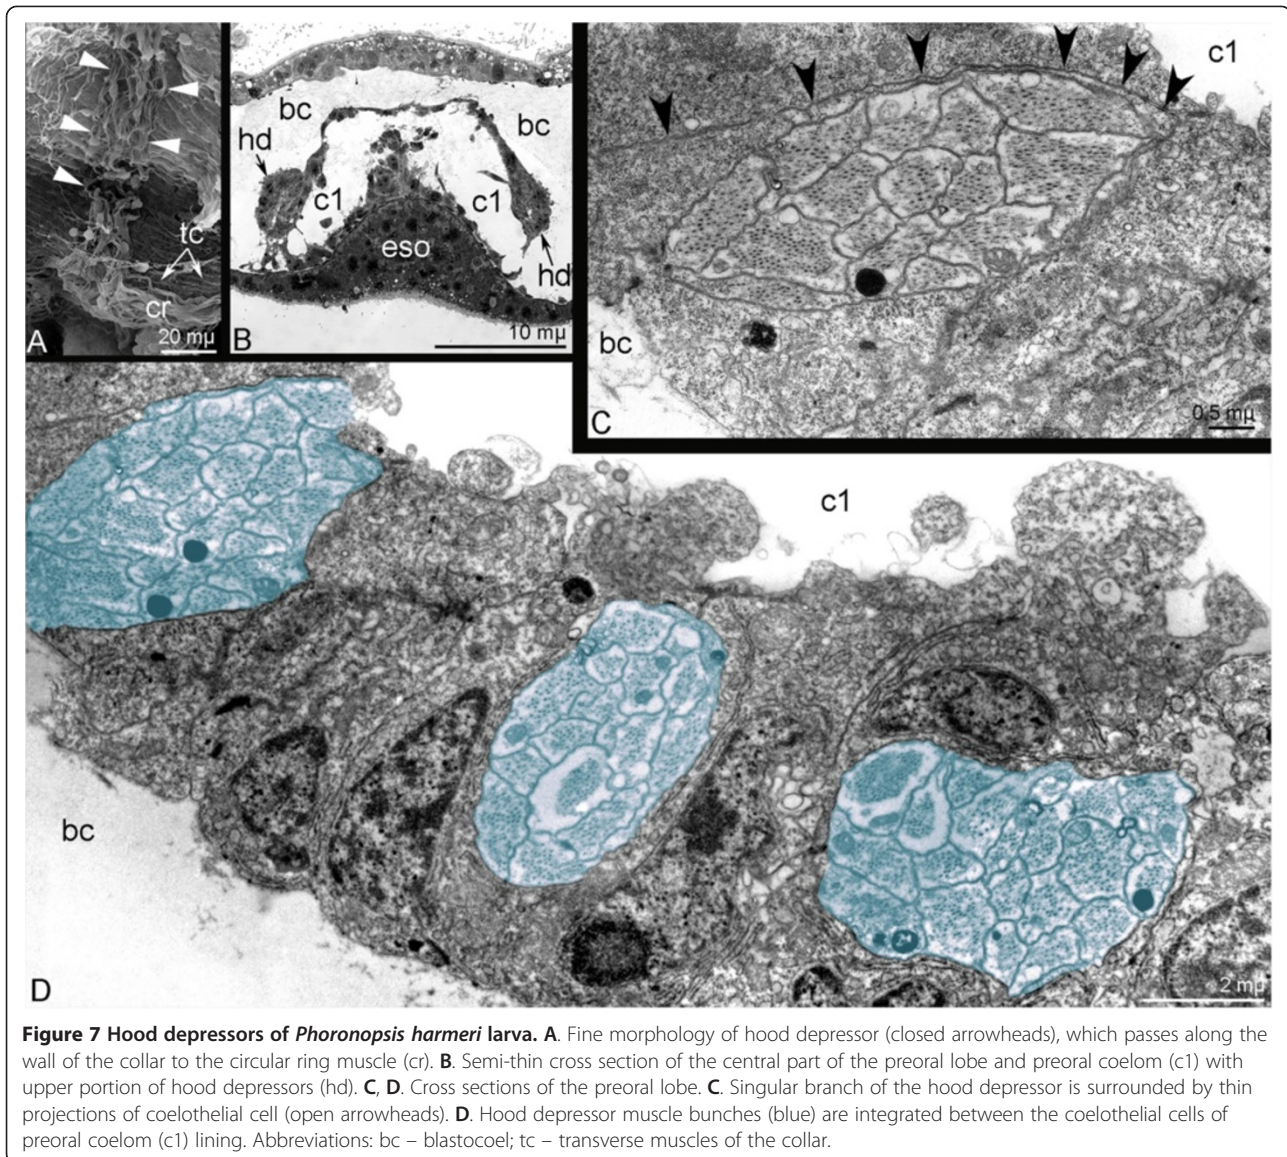 tc
cr
A
20 mμ
bc
bc
hd
c1
c1
eso
hd
B
10 mμ
c1
bc
C
0,5 mμ
c1
bc
D
2 mμ
Figure 7 Hood depressors of Phoronopsis harmeri larva. A. Fine morphology of hood depressor (closed arrowheads), which passes along the
wall of the collar to the circular ring muscle (cr). B. Semi-thin cross section of the central part of the preoral lobe and preoral coelom (c1) with
upper portion of hood depressors (hd). C, D. Cross sections of the preoral lobe. C. Singular branch of the hood depressor is surrounded by thin
projections of coelothelial cell (open arrowheads). D. Hood depressor muscle bunches (blue) are integrated between the coelothelial cells of
preoral coelom (c1) lining. Abbreviations: bc – blastocoel; tc – transverse muscles of the collar.